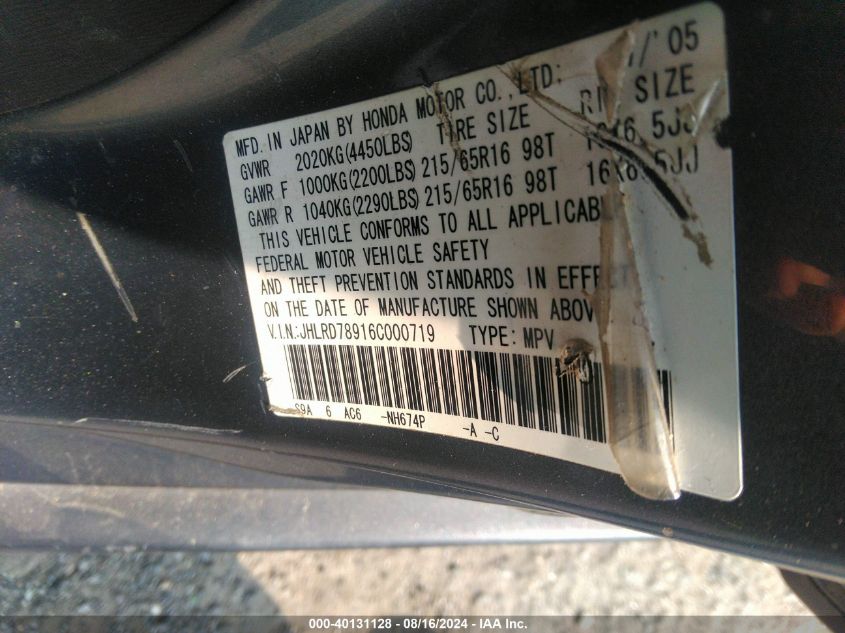 /' 05
MFD. IN JAPAN BY HONDA MOTOR CO.,LTD:
GVWR 2020KG(4450LBS) TIRE SIZE SIZE
GAWR F 1000KG(2200LBS) 215/65R16 98T
GAWR R 1040KG(2290LBS) 215/65R16 98T
THIS VEHICLE CONFORMS TO ALL
FEDERAL MOTOR VEHICLE SAFETY
AND THEFT PREVENTION STANDARDS IN EFFECT
ON THE DATE OF MANUFACTURE SHOWN ABOV
V.I.N:JHLRD78916C000719 TYPE: MPV
S9A 6 AC6 -NH674P -A -C
000-40131128 - 08/16/2024 - IAA Inc.